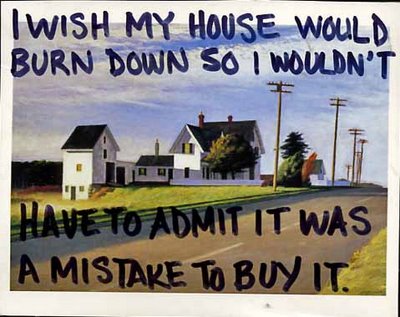 I WISH MY HOUSE WOULD
BURN DOWN SO I WOULDN'T
HAVE TO ADMIT IT WAS
A MISTAKE TO BUY IT.